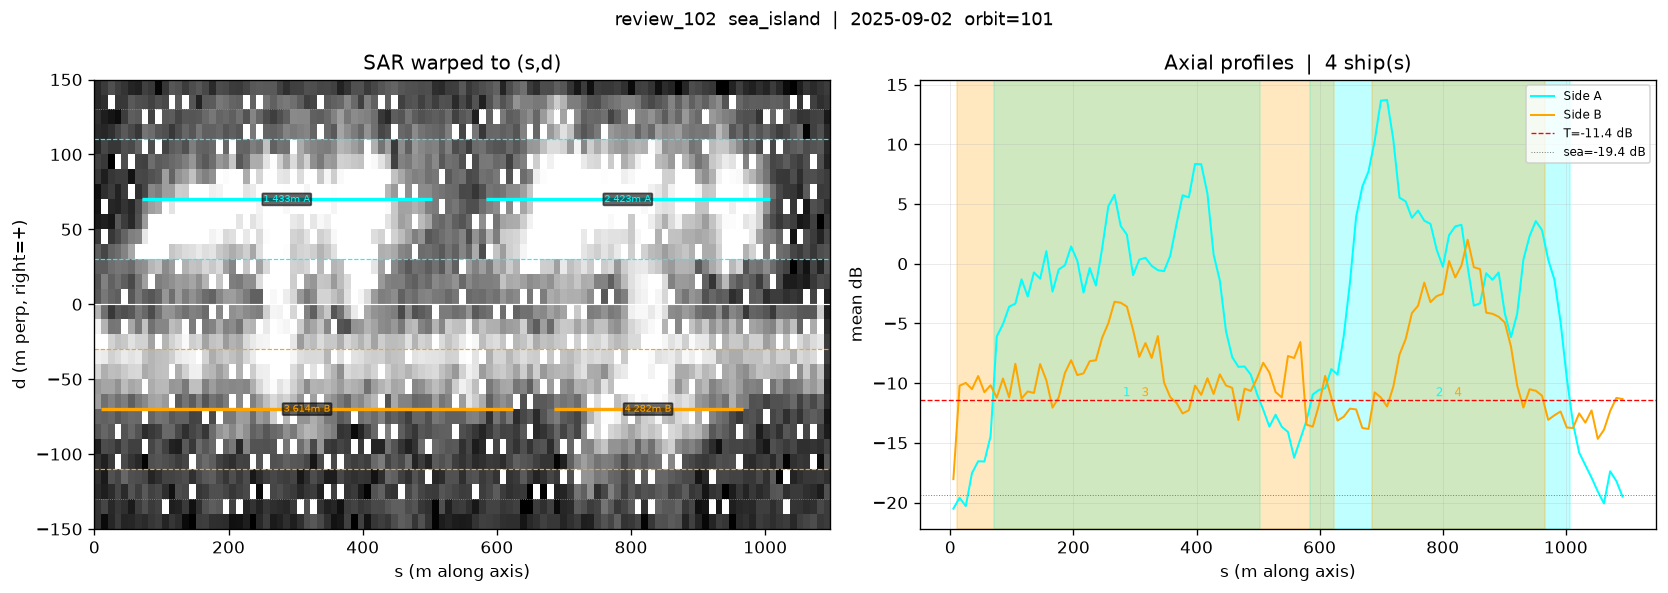 review_102  sea_island  |  2025-09-02  orbit=101
SAR warped to (s,d)
150
100
50
0
−50
−100
−150
d (m perp, right=+)
1 433m A
2 423m A
3 614m B
4 282m B
0
200
400
600
800
1000
s (m along axis)
Axial profiles  |  4 ship(s)
15
10
5
0
−5
−10
−15
−20
mean dB
Side A
Side B
T=-11.4 dB
sea=-19.4 dB
1
3
2
4
0
200
400
600
800
1000
s (m along axis)